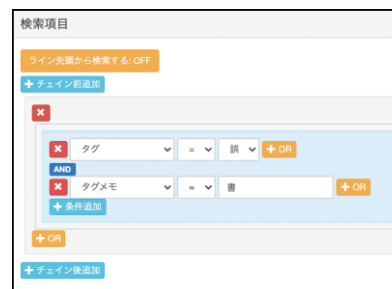 検索項目
ライン先頭から検索する: OFF
+ チェイン前追加
×
× タグ = 誤 + OR
AND
× タグメモ ≈ 書 + OR
+ 条件追加
+ OR
+ チェイン後追加